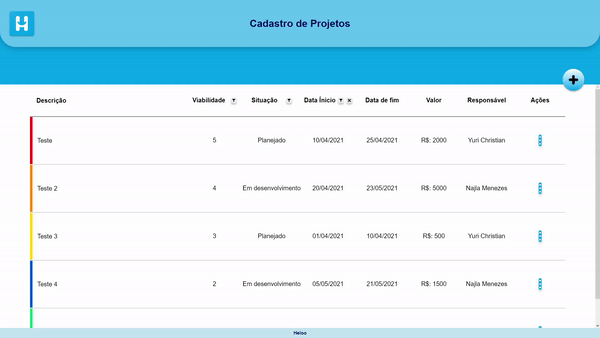 H
Cadastro de Projetos
Descrição Viabilidade Situação Data Ínicio Data de fim Valor Responsável Ações
Teste 5 Planejado 10/04/2021 25/04/2021 R$: 2000 Yuri Christian
Teste 2 4 Em desenvolvimento 20/04/2021 23/05/2021 R$: 5000 Najla Menezes
Teste 3 3 Planejado 01/04/2021 10/04/2021 R$: 500 Yuri Christian
Teste 4 2 Em desenvolvimento 05/05/2021 21/05/2021 R$: 1500 Najla Menezes
Heloo